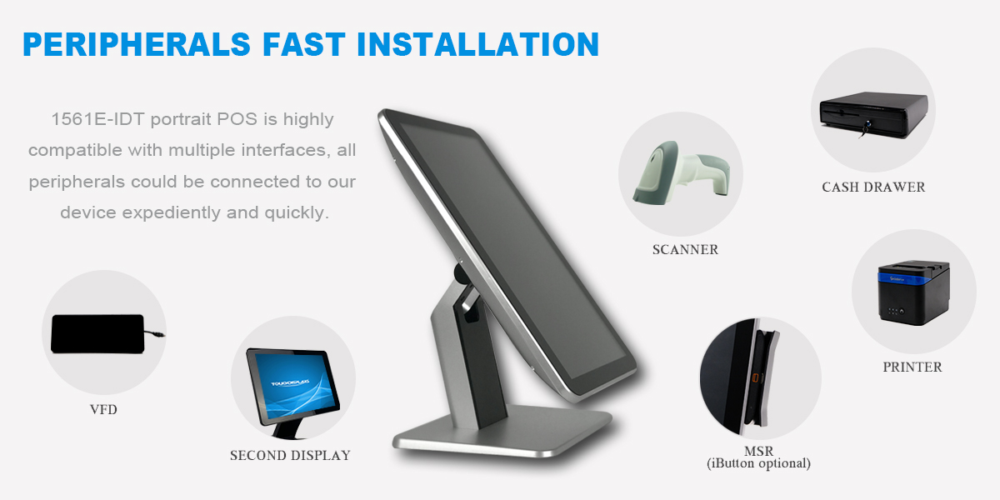 PERIPHERALS FAST INSTALLATION
1561E-IDT portrait POS is highly
compatible with multiple interfaces, all
peripherals could be connected to our
device expediently and quickly.
CASH DRAWER
SCANNER
PRINTER
VFD
TOUCHDISPLAYS
SECOND DISPLAY
MSR
(iButton optional)